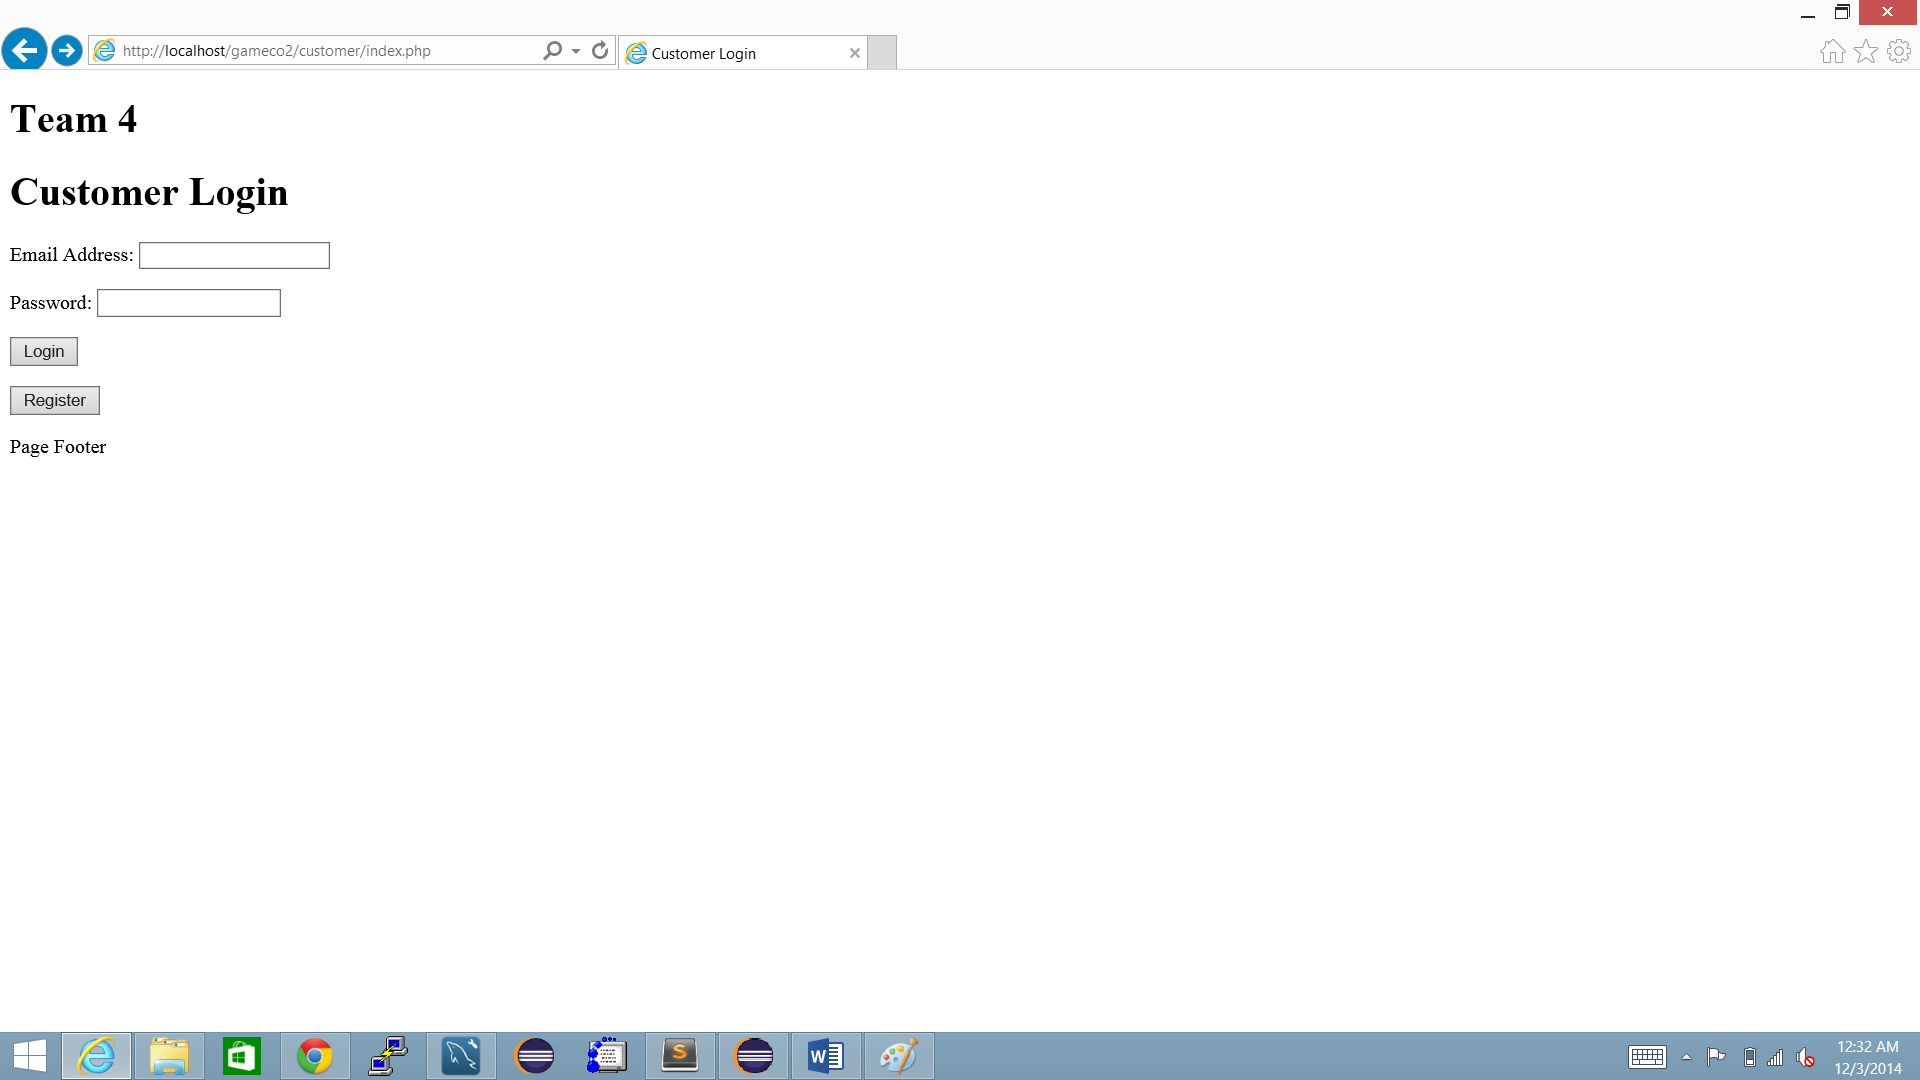 http://localhost/gameco2/customer/index.php
Customer Login
Team 4
Customer Login
Email Address:
Password:
Login
Register
Page Footer
12:32 AM
12/3/2014